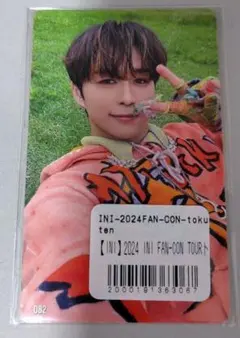 INI-2024FAN-CON-toku
ten
【INI】2024 INI FAN-CON TOURト
2000191363067
082